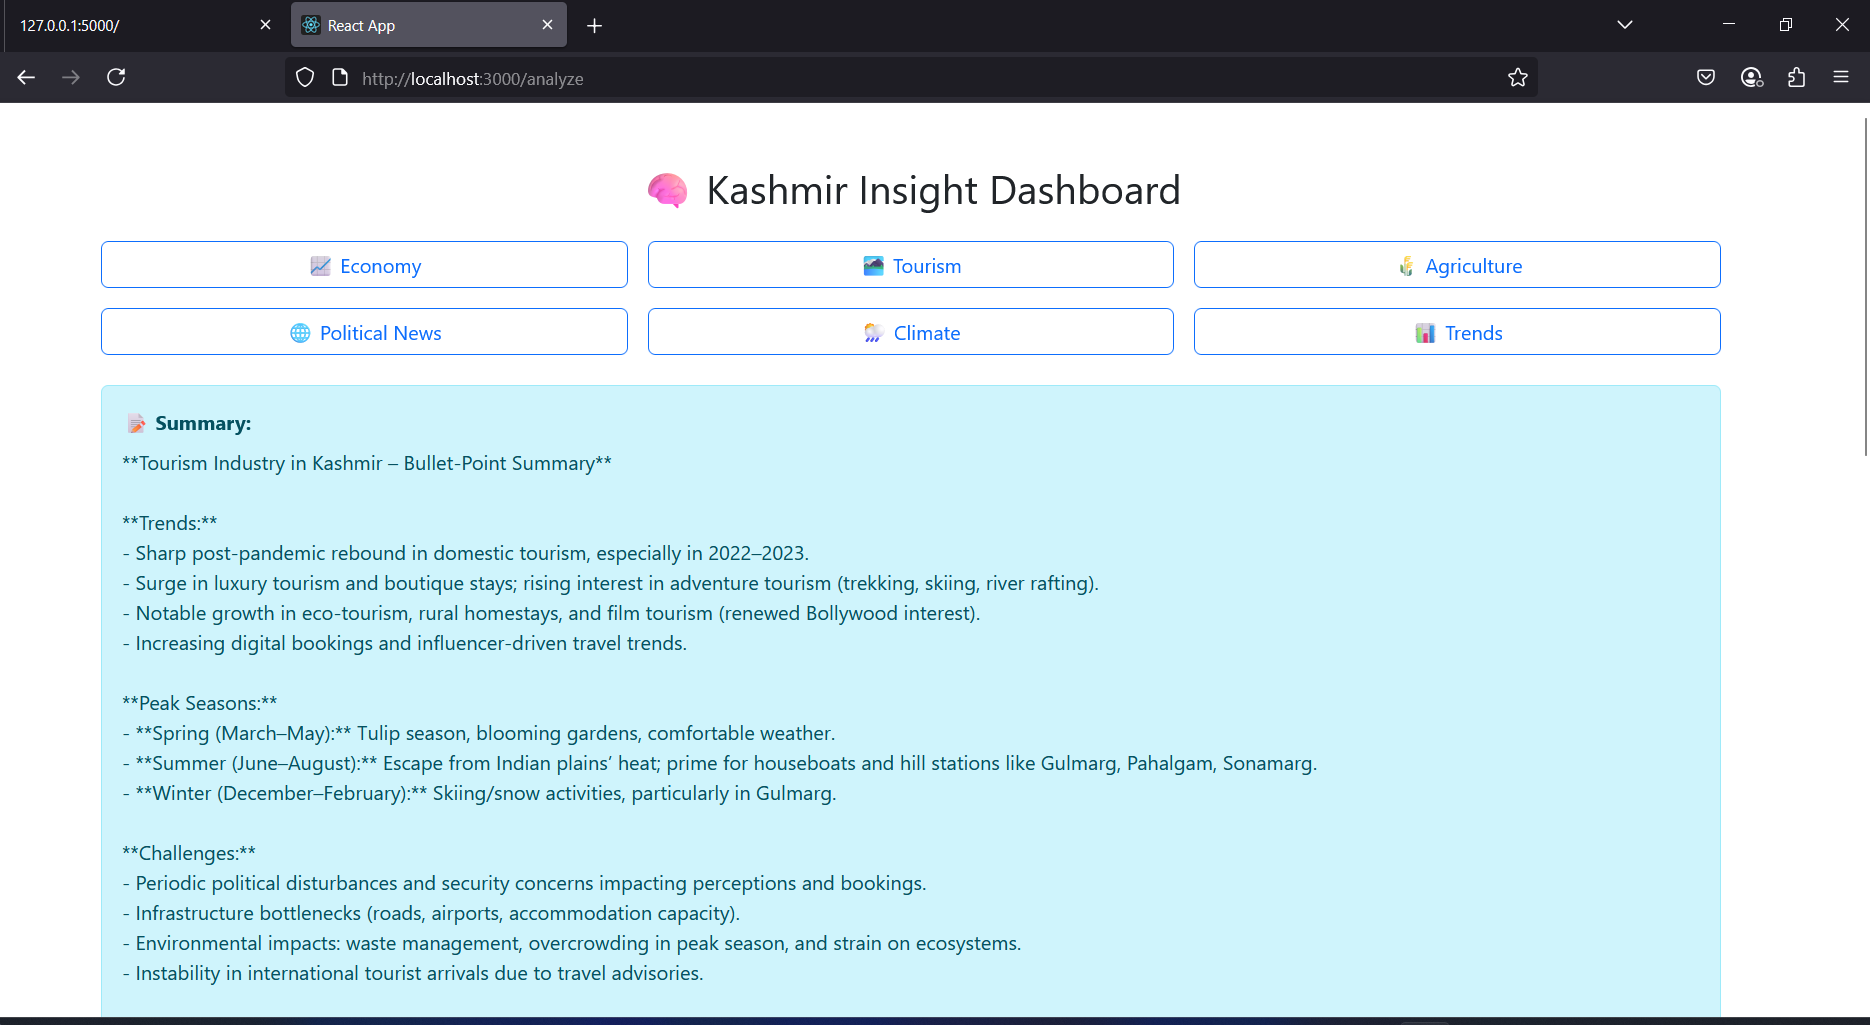 127.0.0.1:5000/
React App
http://localhost:3000/analyze
Kashmir Insight Dashboard
Economy
Tourism
Agriculture
Political News
Climate
Trends
Summary:
**Tourism Industry in Kashmir – Bullet-Point Summary**
**Trends:**
- Sharp post-pandemic rebound in domestic tourism, especially in 2022–2023.
- Surge in luxury tourism and boutique stays; rising interest in adventure tourism (trekking, skiing, river rafting).
- Notable growth in eco-tourism, rural homestays, and film tourism (renewed Bollywood interest).
- Increasing digital bookings and influencer-driven travel trends.
**Peak Seasons:**
- **Spring (March–May):** Tulip season, blooming gardens, comfortable weather.
- **Summer (June–August):** Escape from Indian plains’ heat; prime for houseboats and hill stations like Gulmarg, Pahalgam, Sonamarg.
- **Winter (December–February):** Skiing/snow activities, particularly in Gulmarg.
**Challenges:**
- Periodic political disturbances and security concerns impacting perceptions and bookings.
- Infrastructure bottlenecks (roads, airports, accommodation capacity).
- Environmental impacts: waste management, overcrowding in peak season, and strain on ecosystems.
- Instability in international tourist arrivals due to travel advisories.